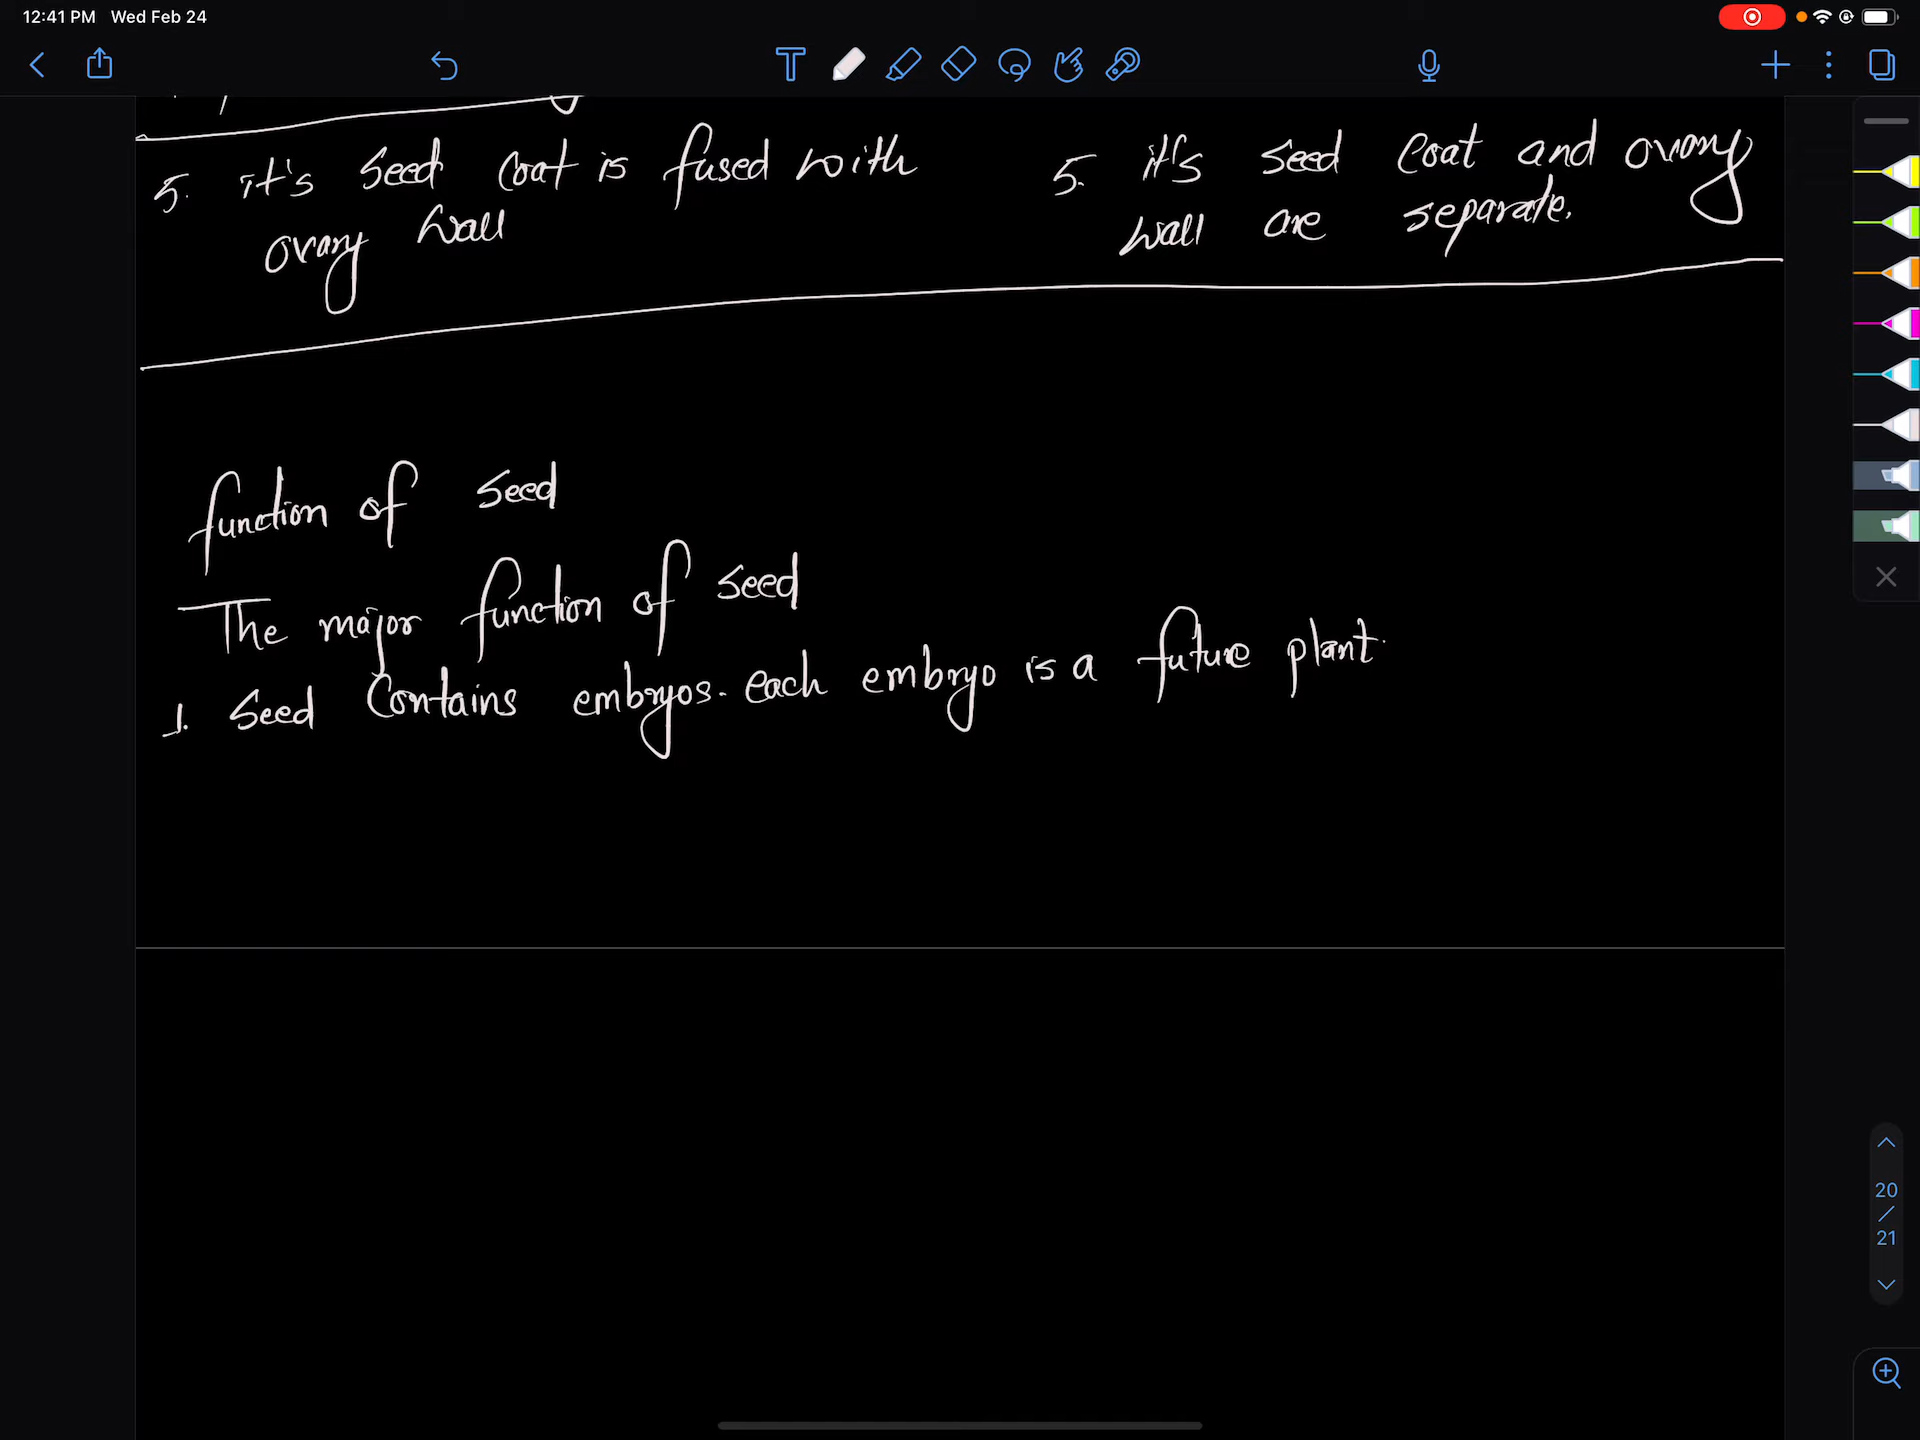 12:41 PM Wed Feb 24
5. it's seed coat is fused with
ovary wall
5. it's seed coat and ovary
wall are separate.
function of seed
The major function of seed
1. Seed Contains embryos. each embryo is a future plant.
20
/
21